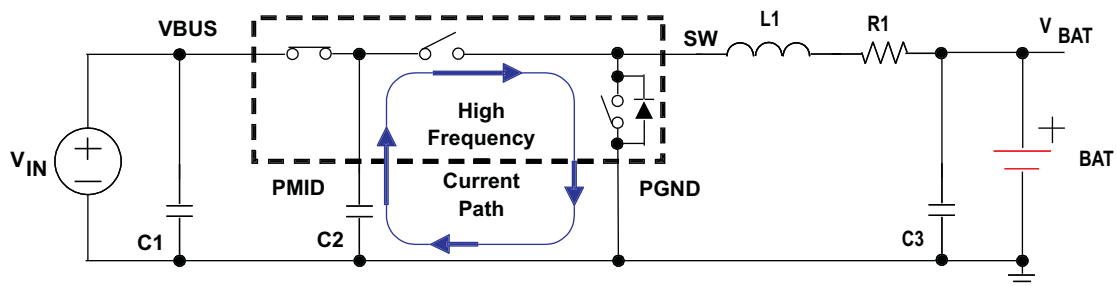 L1
R1
V BAT
VBUS
SW
High
Frequency
V IN
+
BAT
PMID
Current
Path
PGND
C1
C2
C3